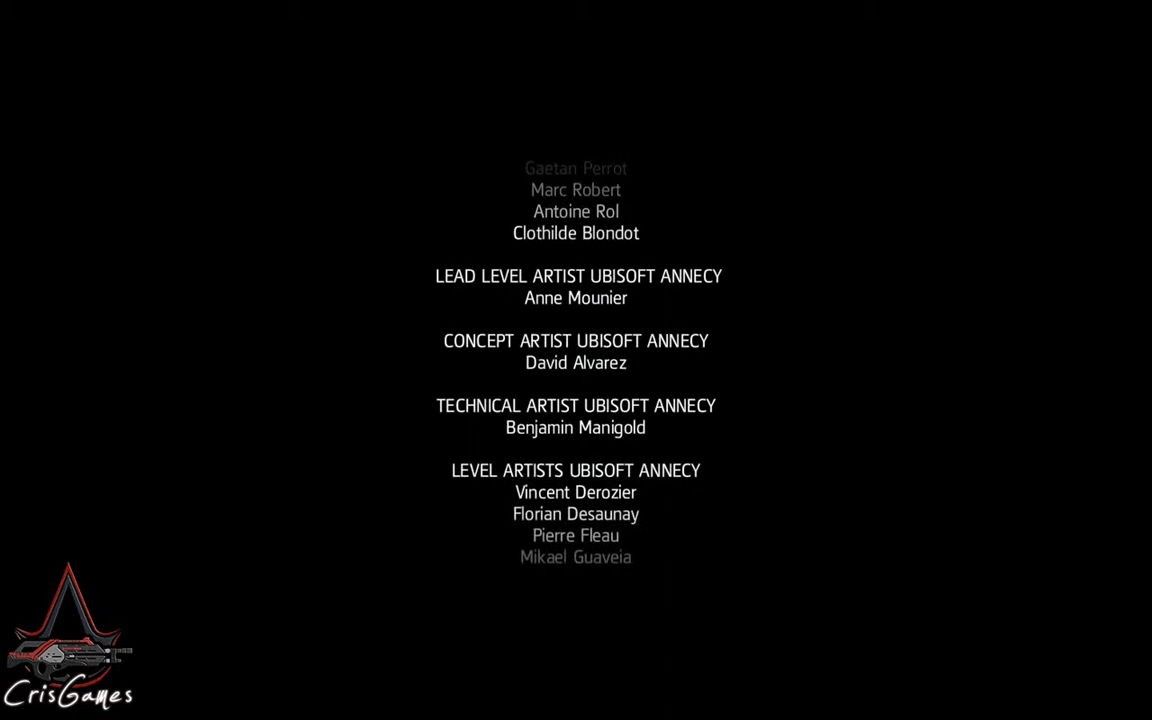 Gaetan Perrot
Marc Robert
Antoine Rol
Clothilde Blondot
LEAD LEVEL ARTIST UBISOFT ANNECY
Anne Mounier
CONCEPT ARTIST UBISOFT ANNECY
David Alvarez
TECHNICAL ARTIST UBISOFT ANNECY
Benjamin Manigold
LEVEL ARTISTS UBISOFT ANNECY
Vincent Derozier
Florian Desaunay
Pierre Fleau
Mikael Guaveia
CrisGames